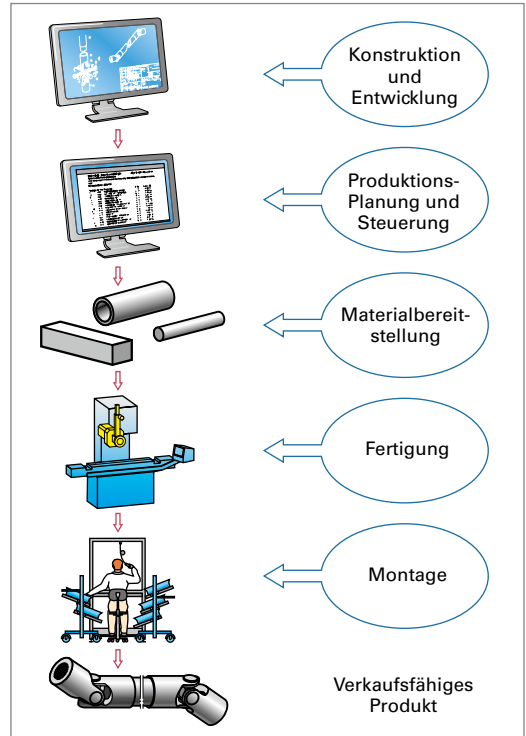 Konstruktion
und
Entwicklung
Produktions-
Planung und
Steuerung
Materialbereit-
stellung
Fertigung
Montage
Verkaufsfähiges
Produkt